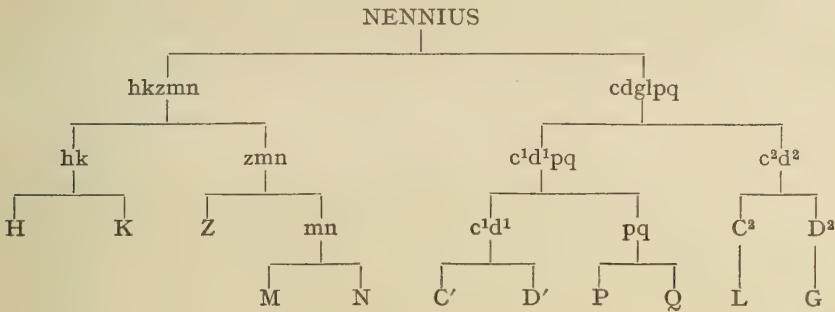 NENNIUS
hkzmn cdglpq
hk zmn c¹d¹pq c²d²
H K Z mn c¹d¹ pq C² D²
M N C′ D′ P Q L G